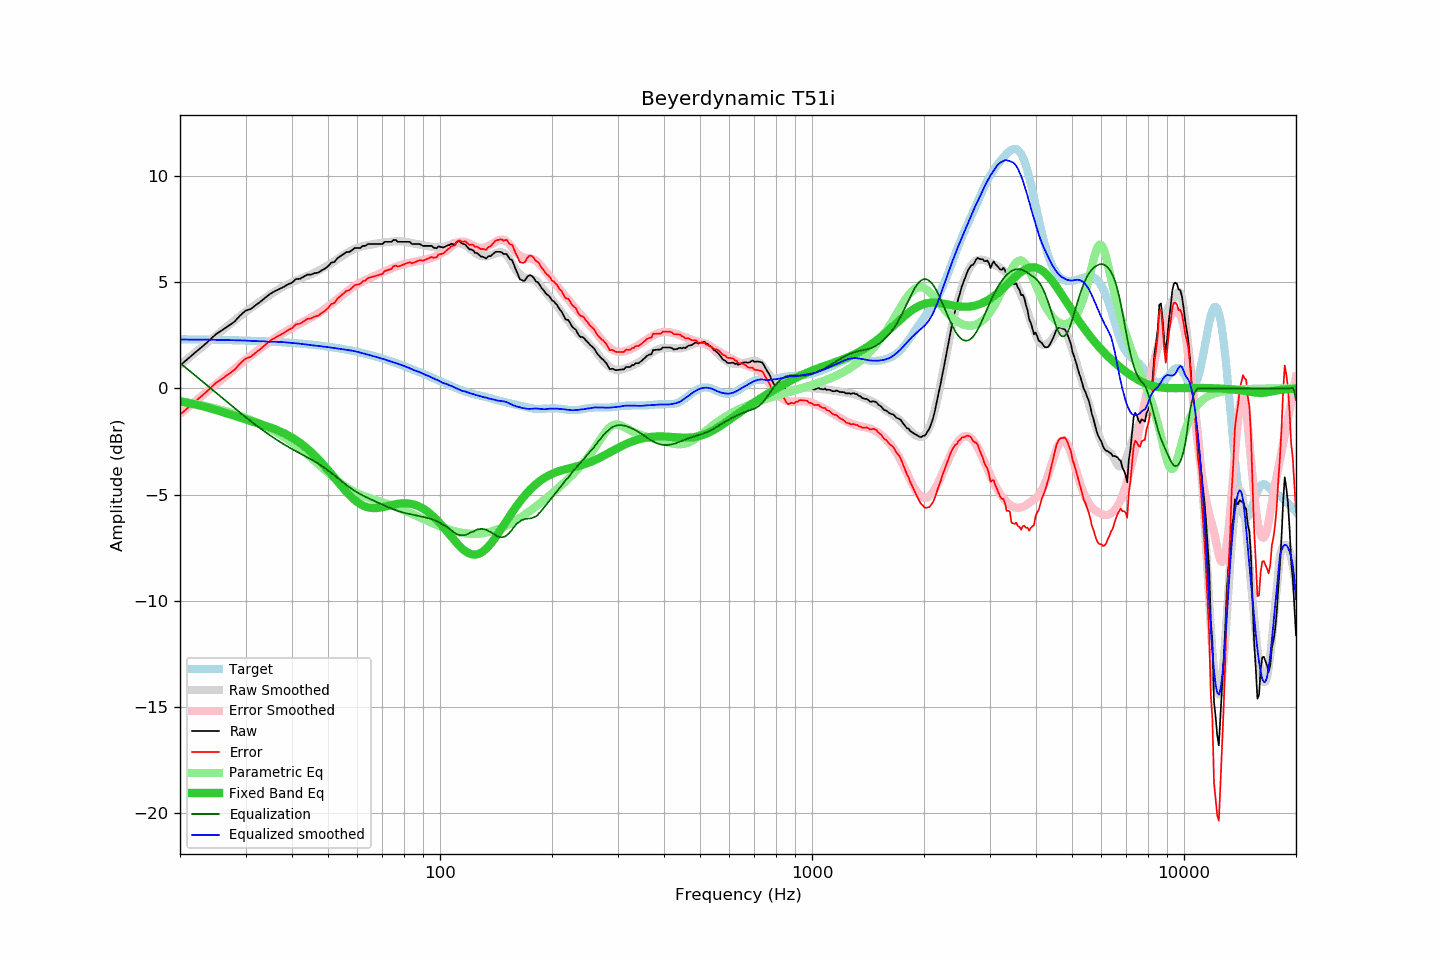 Beyerdynamic T51i
10
5
0
−5
−10
−15
−20
Amplitude (dBr)
Target
Raw Smoothed
Error Smoothed
Raw
Error
Parametric Eq
Fixed Band Eq
Equalization
Equalized smoothed
100
1000
10000
Frequency (Hz)